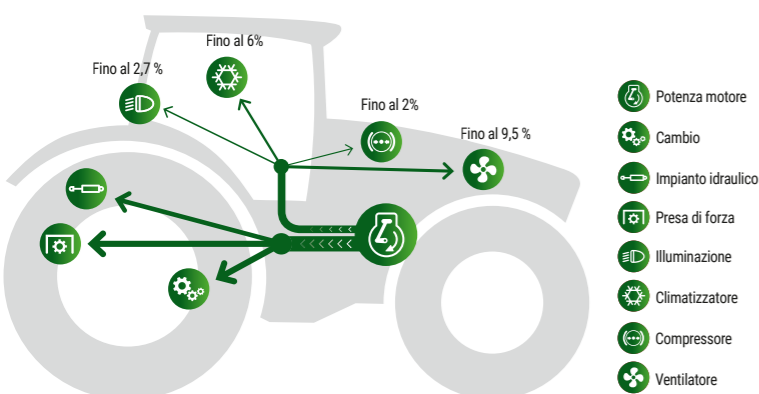 Fino al 6%
Fino al 2,7 %
Fino al 2%
Fino al 9,5 %
Potenza motore
Cambio
Impianto idraulico
Presa di forza
Illuminazione
Climatizzatore
Compressore
Ventilatore